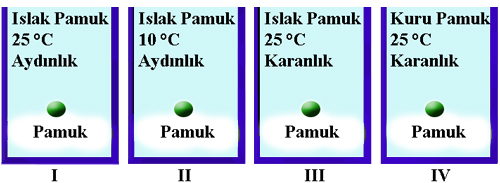 Islak Pamuk
25 °C
Aydınlık
Pamuk
I
Islak Pamuk
10 °C
Aydınlık
Pamuk
II
Islak Pamuk
25 °C
Karanlık
Pamuk
III
Kuru Pamuk
25 °C
Karanlık
Pamuk
IV